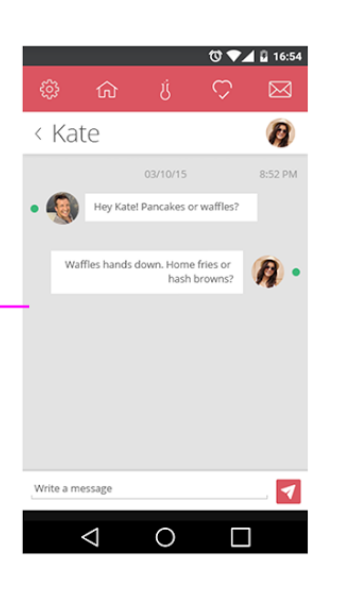 16:54
Kate
03/10/15 8:52 PM
Hey Kate! Pancakes or waffles?
Waffles hands down. Home fries or
hash browns?
Write a message